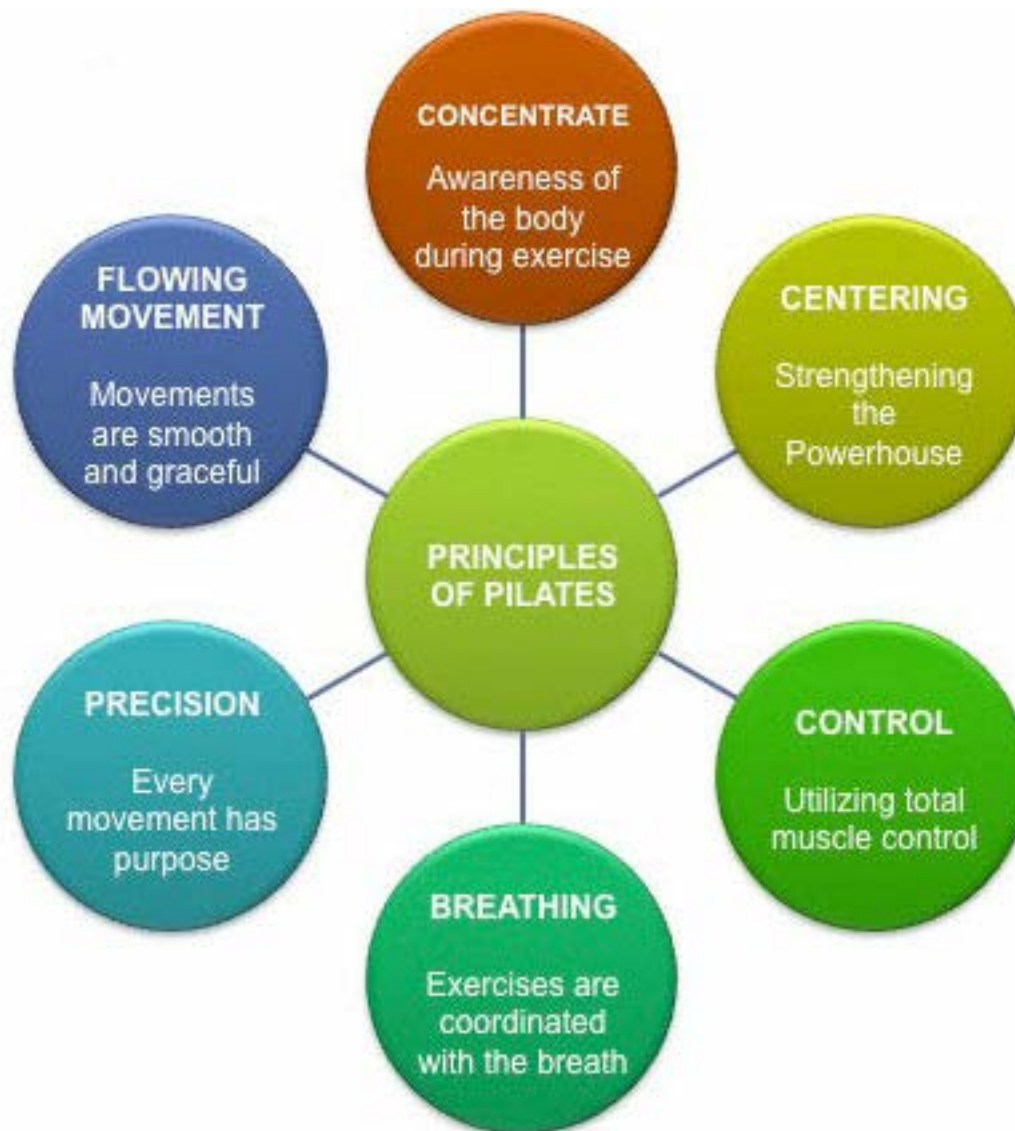 CONCENTRATE
Awareness of
the body
during exercise
FLOWING
MOVEMENT
Movements
are smooth
and graceful
CENTERING
Strengthening
the
Powerhouse
PRINCIPLES
OF PILATES
PRECISION
Every
movement has
purpose
CONTROL
Utilizing total
muscle control
BREATHING
Exercises are
coordinated
with the breath